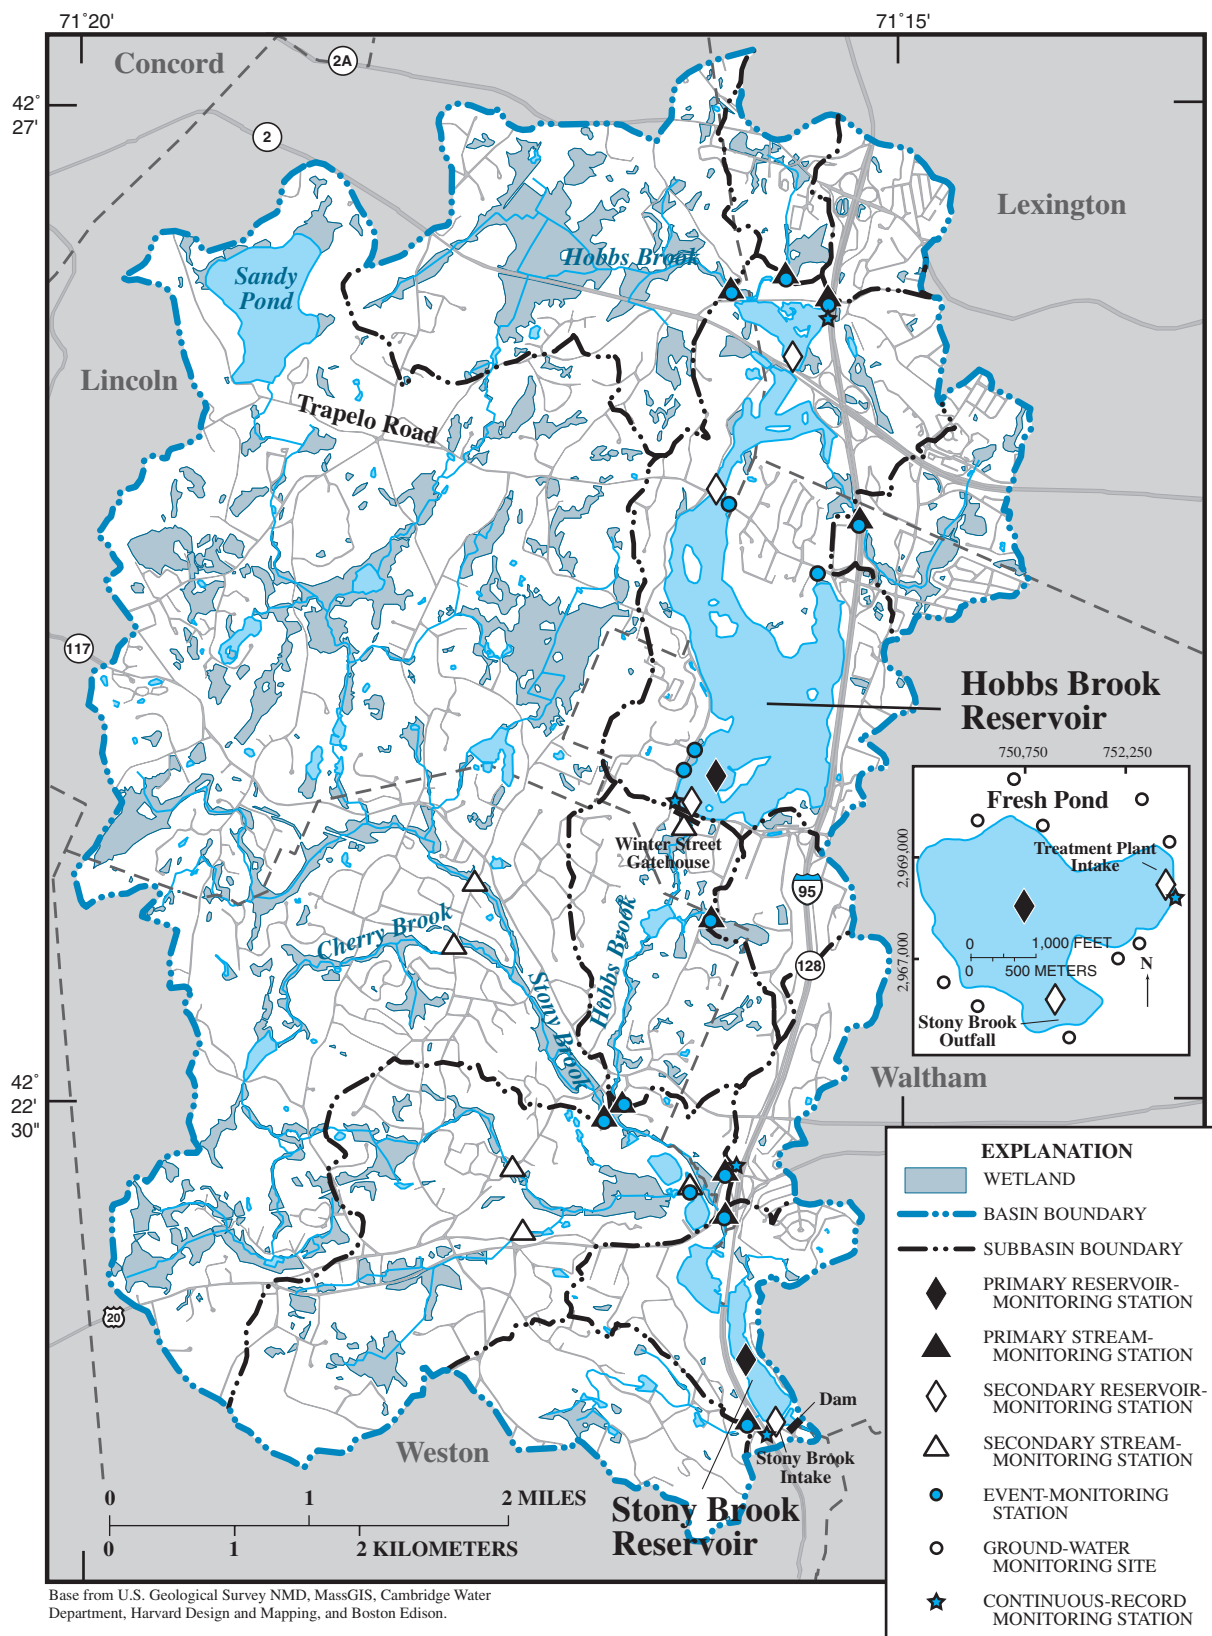 71°20'
71°15'
42°
27'
Concord
2A
2
Lexington
Hobbs Brook
Sandy
Pond
Lincoln
Trapelo Road
117
Hobbs Brook
Reservoir
750,750
752,250
Fresh Pond
Treatment Plant
Intake
2,969,000
2,967,000
0
1,000 FEET
0
500 METERS
N
Stony Brook
Outfall
Winter Street
Gatehouse
95
128
Cherry Brook
Hobbs Brook
Stony Brook
42°
22'
30"
Waltham
20
Weston
Dam
Stony Brook
Intake
Stony Brook
Reservoir
0
1
2 MILES
0
1
2 KILOMETERS
EXPLANATION
WETLAND
BASIN BOUNDARY
SUBBASIN BOUNDARY
PRIMARY RESERVOIR-
MONITORING STATION
PRIMARY STREAM-
MONITORING STATION
SECONDARY RESERVOIR-
MONITORING STATION
SECONDARY STREAM-
MONITORING STATION
EVENT-MONITORING
STATION
GROUND-WATER
MONITORING SITE
CONTINUOUS-RECORD
MONITORING STATION
Base from U.S. Geological Survey NMD, MassGIS, Cambridge Water
Department, Harvard Design and Mapping, and Boston Edison.